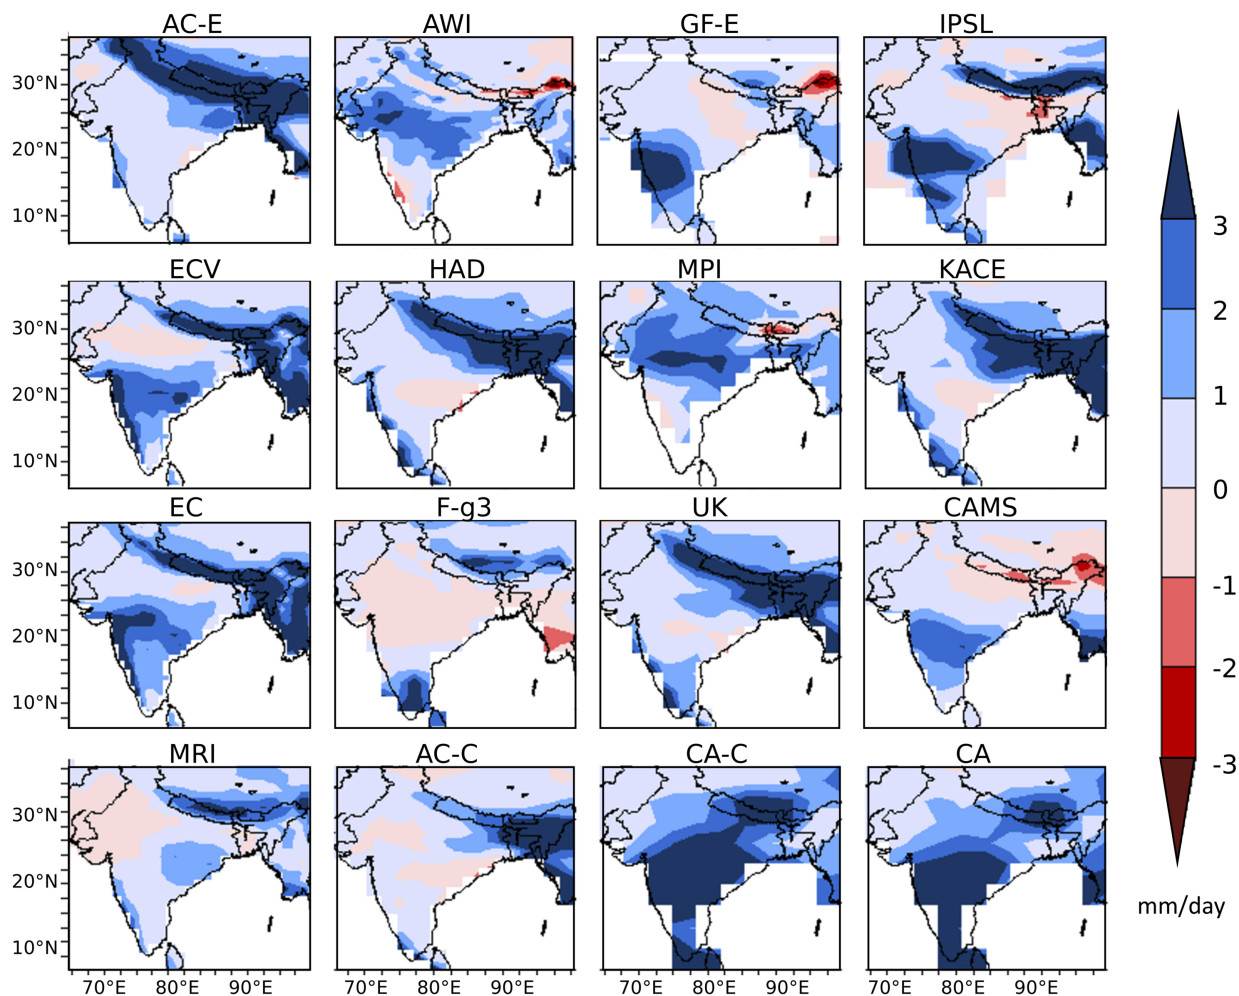 AC-E AWI GF-E IPSL
30°N
20°N
10°N
ECV HAD MPI KACE
30°N
20°N
10°N
EC F-g3 UK CAMS
30°N
20°N
10°N
MRI AC-C CA-C CA
30°N
20°N
10°N
70°E 80°E 90°E 70°E 80°E 90°E 70°E 80°E 90°E 70°E 80°E 90°E
3
2
1
0
-1
-2
-3
mm/day